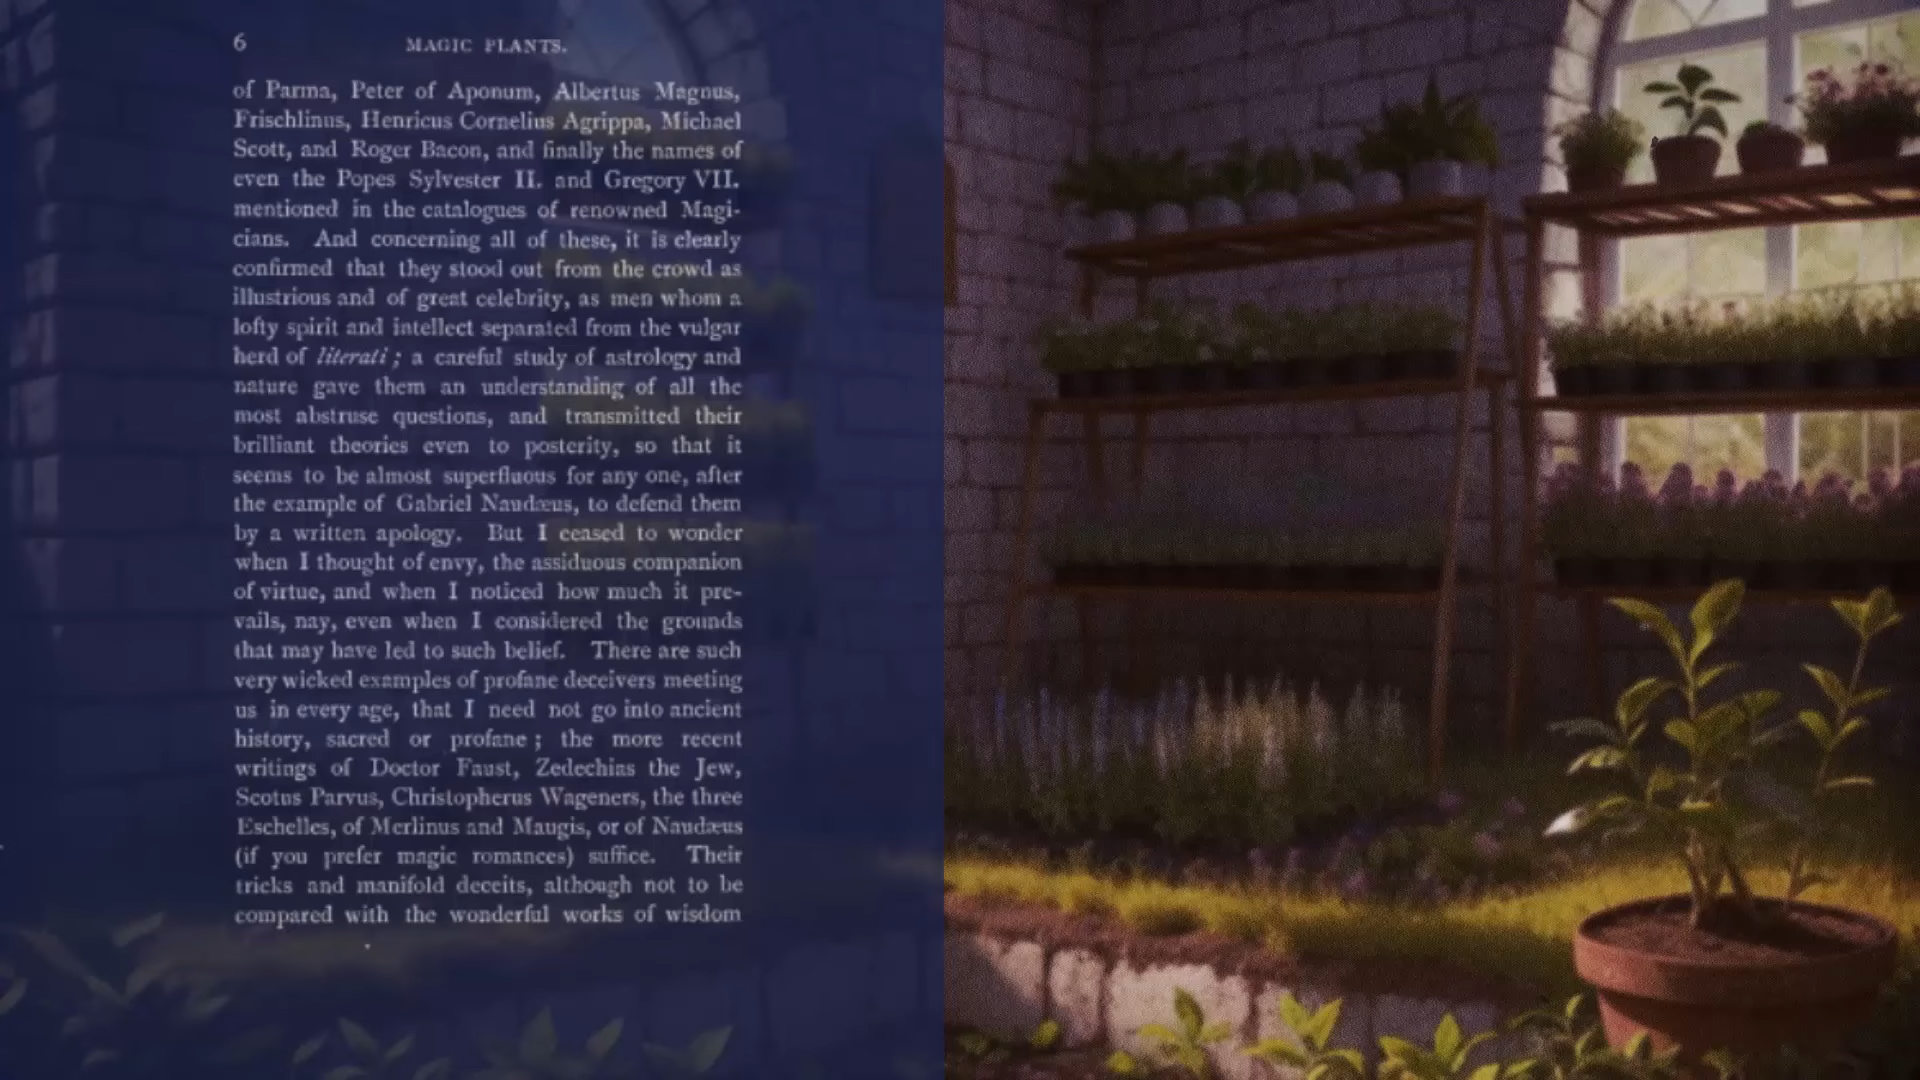 6 MAGIC PLANTS.
of Parma, Peter of Aponum, Albertus Magnus,
Frischlinus, Henricus Cornelius Agrippa, Michael
Scott, and Roger Bacon, and finally the names of
even the Popes Sylvester II. and Gregory VII.
mentioned in the catalogues of renowned Magi-
cians. And concerning all of these, it is clearly
confirmed that they stood out from the crowd as
illustrious and of great celebrity, as men whom a
lofty spirit and intellect separated from the vulgar
herd of literati; a careful study of astrology and
nature gave them an understanding of all the
most abstruse questions, and transmitted their
brilliant theories even to posterity, so that it
seems to be almost superfluous for any one, after
the example of Gabriel Naudæus, to defend them
by a written apology. But I ceased to wonder
when I thought of envy, the assiduous companion
of virtue, and when I noticed how much it pre-
vails, nay, even when I considered the grounds
that may have led to such belief. There are such
very wicked examples of profane deceivers meeting
us in every age, that I need not go into ancient
history, sacred or profane; the more recent
writings of Doctor Faust, Zedechias the Jew,
Scotus Parvus, Christopherus Wageners, the three
Eschelles, of Merlinus and Maugis, or of Naudæus
(if you prefer magic romances) suffice. Their
tricks and manifold deceits, although not to be
compared with the wonderful works of wisdom